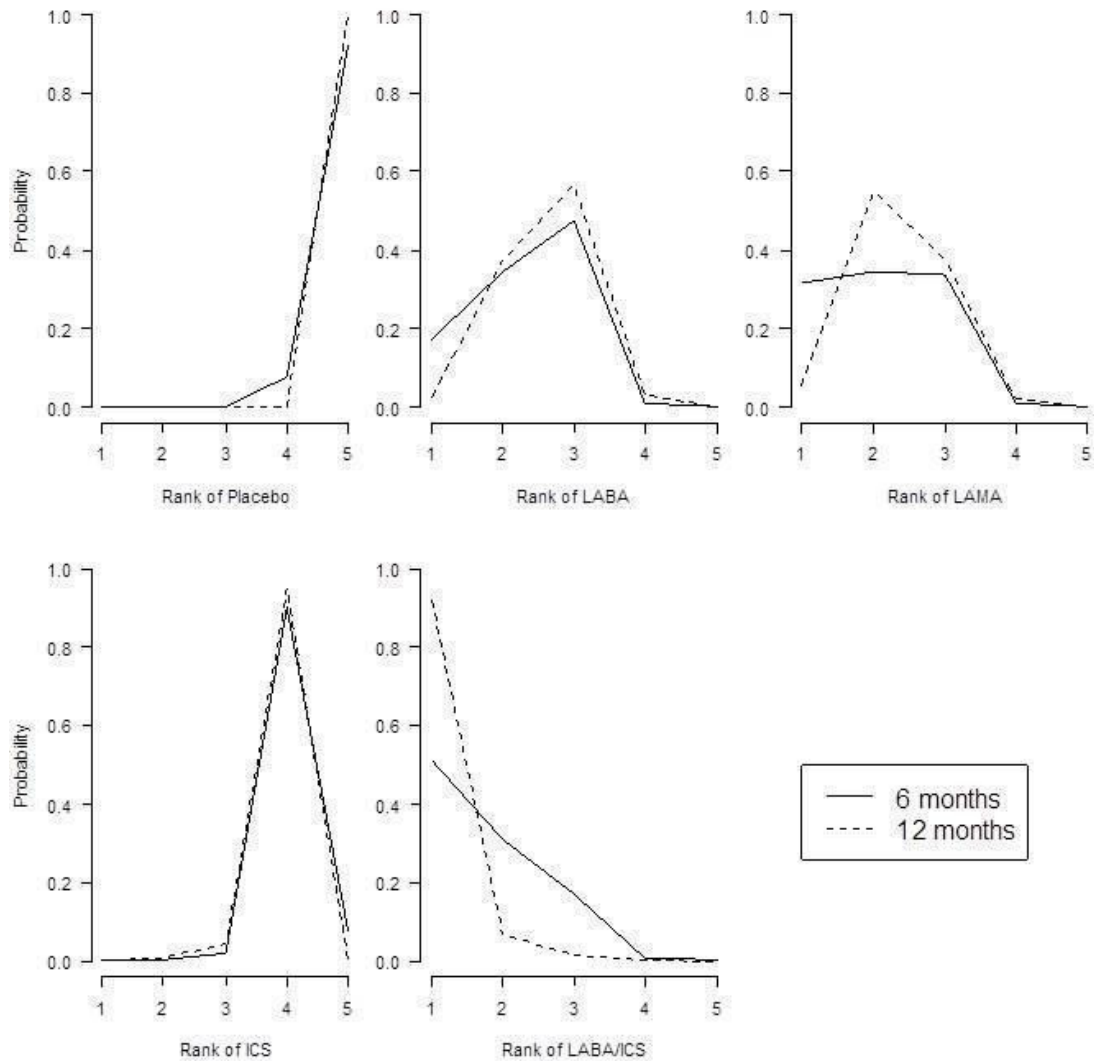 1.0
0.8
0.6
0.4
0.2
0.0
Probability
1 2 3 4 5
Rank of Placebo
1.0
0.8
0.6
0.4
0.2
0.0
1 2 3 4 5
Rank of LABA
1.0
0.8
0.6
0.4
0.2
0.0
1 2 3 4 5
Rank of LAMA
1.0
0.8
0.6
0.4
0.2
0.0
Probability
1 2 3 4 5
Rank of ICS
1.0
0.8
0.6
0.4
0.2
0.0
1 2 3 4 5
Rank of LABA/ICS
6 months
12 months